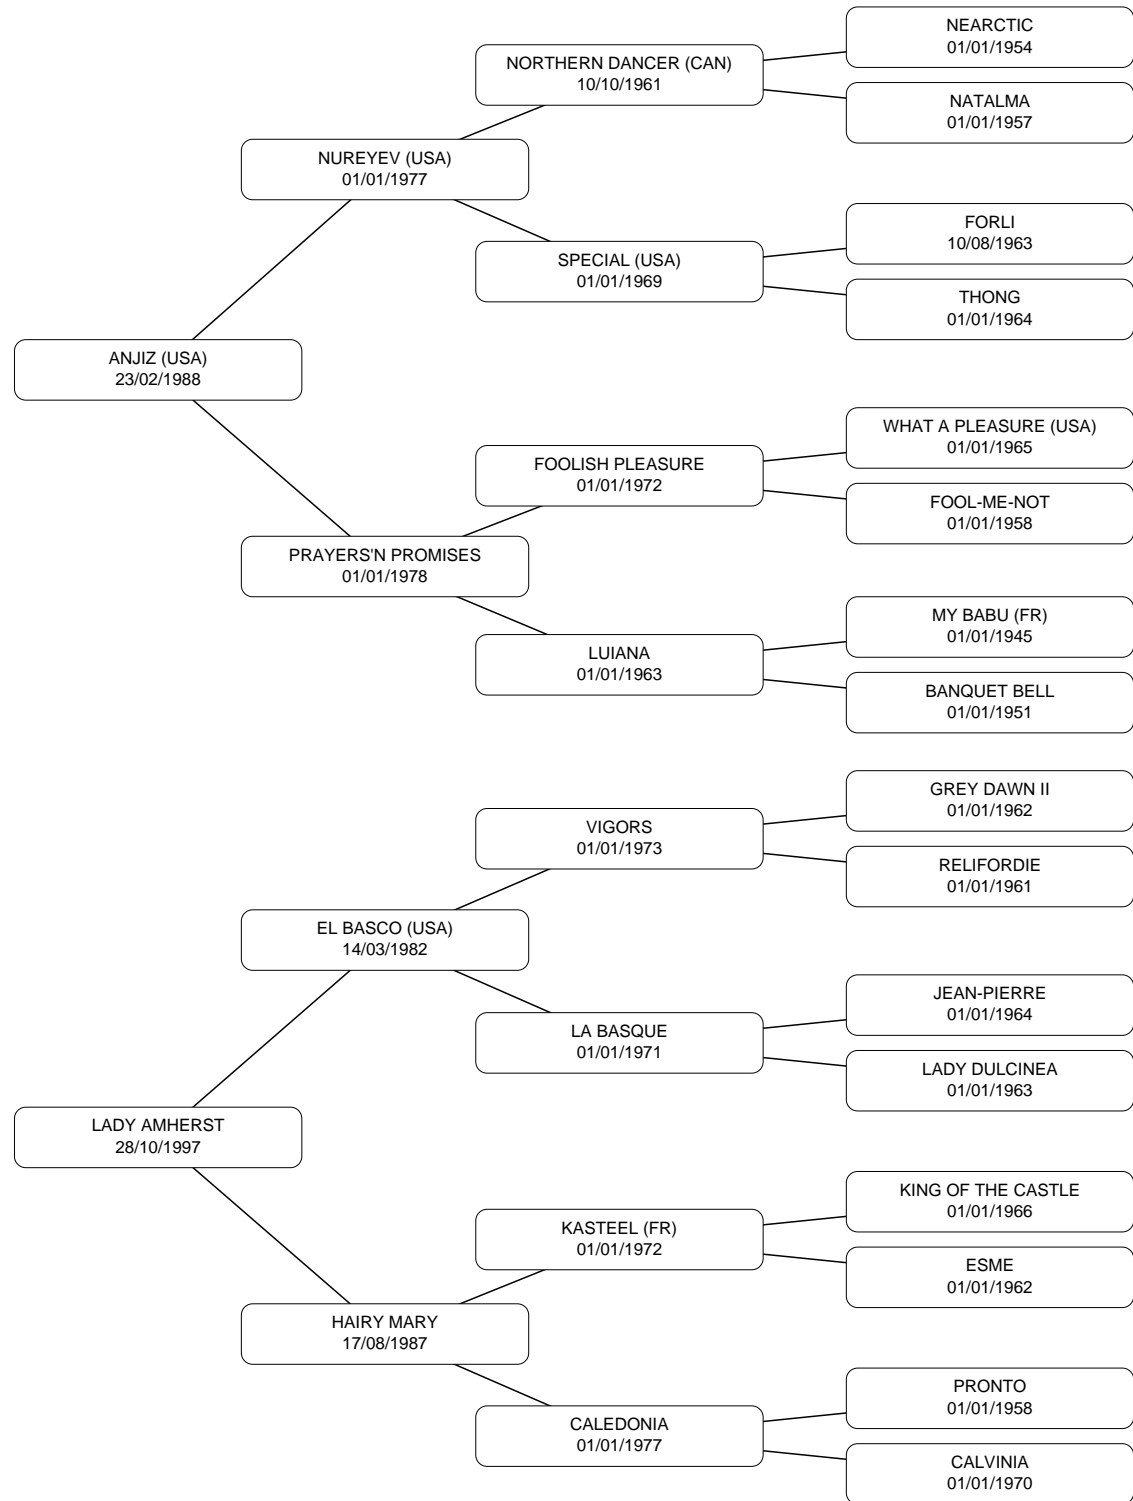 NEARCTIC
01/01/1954
NORTHERN DANCER (CAN)
10/10/1961
NATALMA
01/01/1957
NUREYEV (USA)
01/01/1977
FORLI
10/08/1963
SPECIAL (USA)
01/01/1969
THONG
01/01/1964
ANJIZ (USA)
23/02/1988
WHAT A PLEASURE (USA)
01/01/1965
FOOLISH PLEASURE
01/01/1972
FOOL-ME-NOT
01/01/1958
PRAYERS'N PROMISES
01/01/1978
MY BABU (FR)
01/01/1945
LUIANA
01/01/1963
BANQUET BELL
01/01/1951
GREY DAWN II
01/01/1962
VIGORS
01/01/1973
RELIFORDIE
01/01/1961
EL BASCO (USA)
14/03/1982
JEAN-PIERRE
01/01/1964
LA BASQUE
01/01/1971
LADY DULCINEA
01/01/1963
LADY AMHERST
28/10/1997
KING OF THE CASTLE
01/01/1966
KASTEEL (FR)
01/01/1972
ESME
01/01/1962
HAIRY MARY
17/08/1987
PRONTO
01/01/1958
CALEDONIA
01/01/1977
CALVINIA
01/01/1970